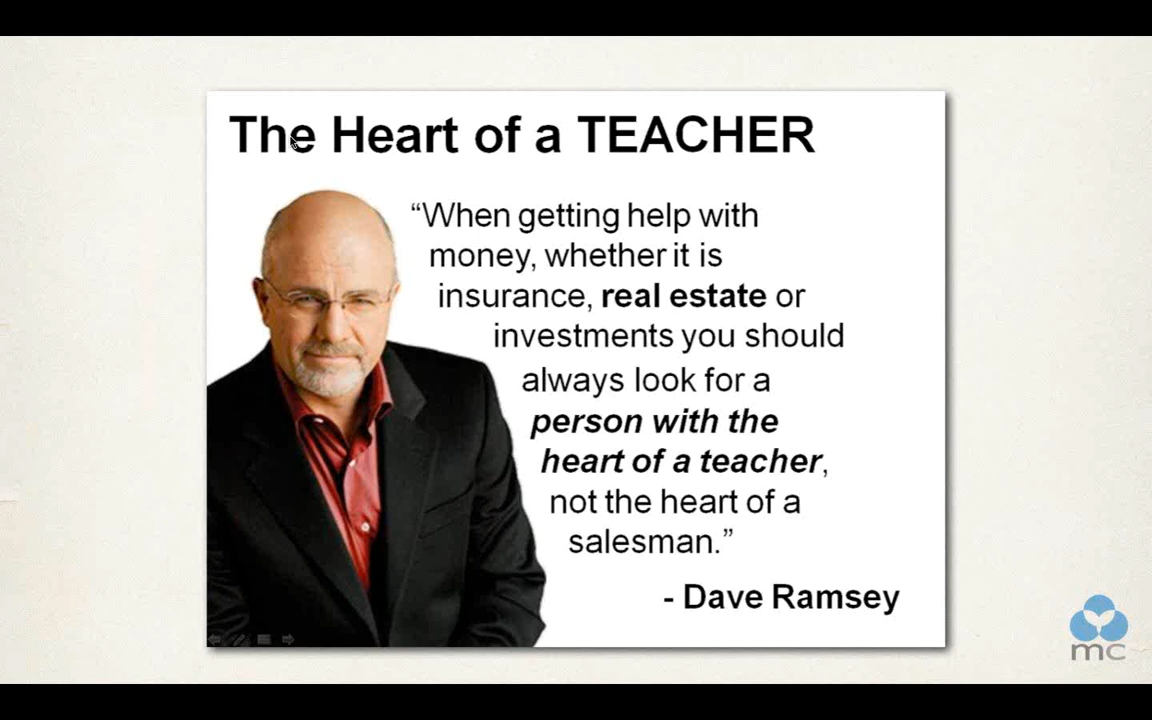 The Heart of a TEACHER
“When getting help with
money, whether it is
insurance, real estate or
investments you should
always look for a
person with the
heart of a teacher,
not the heart of a
salesman.”
- Dave Ramsey
mc